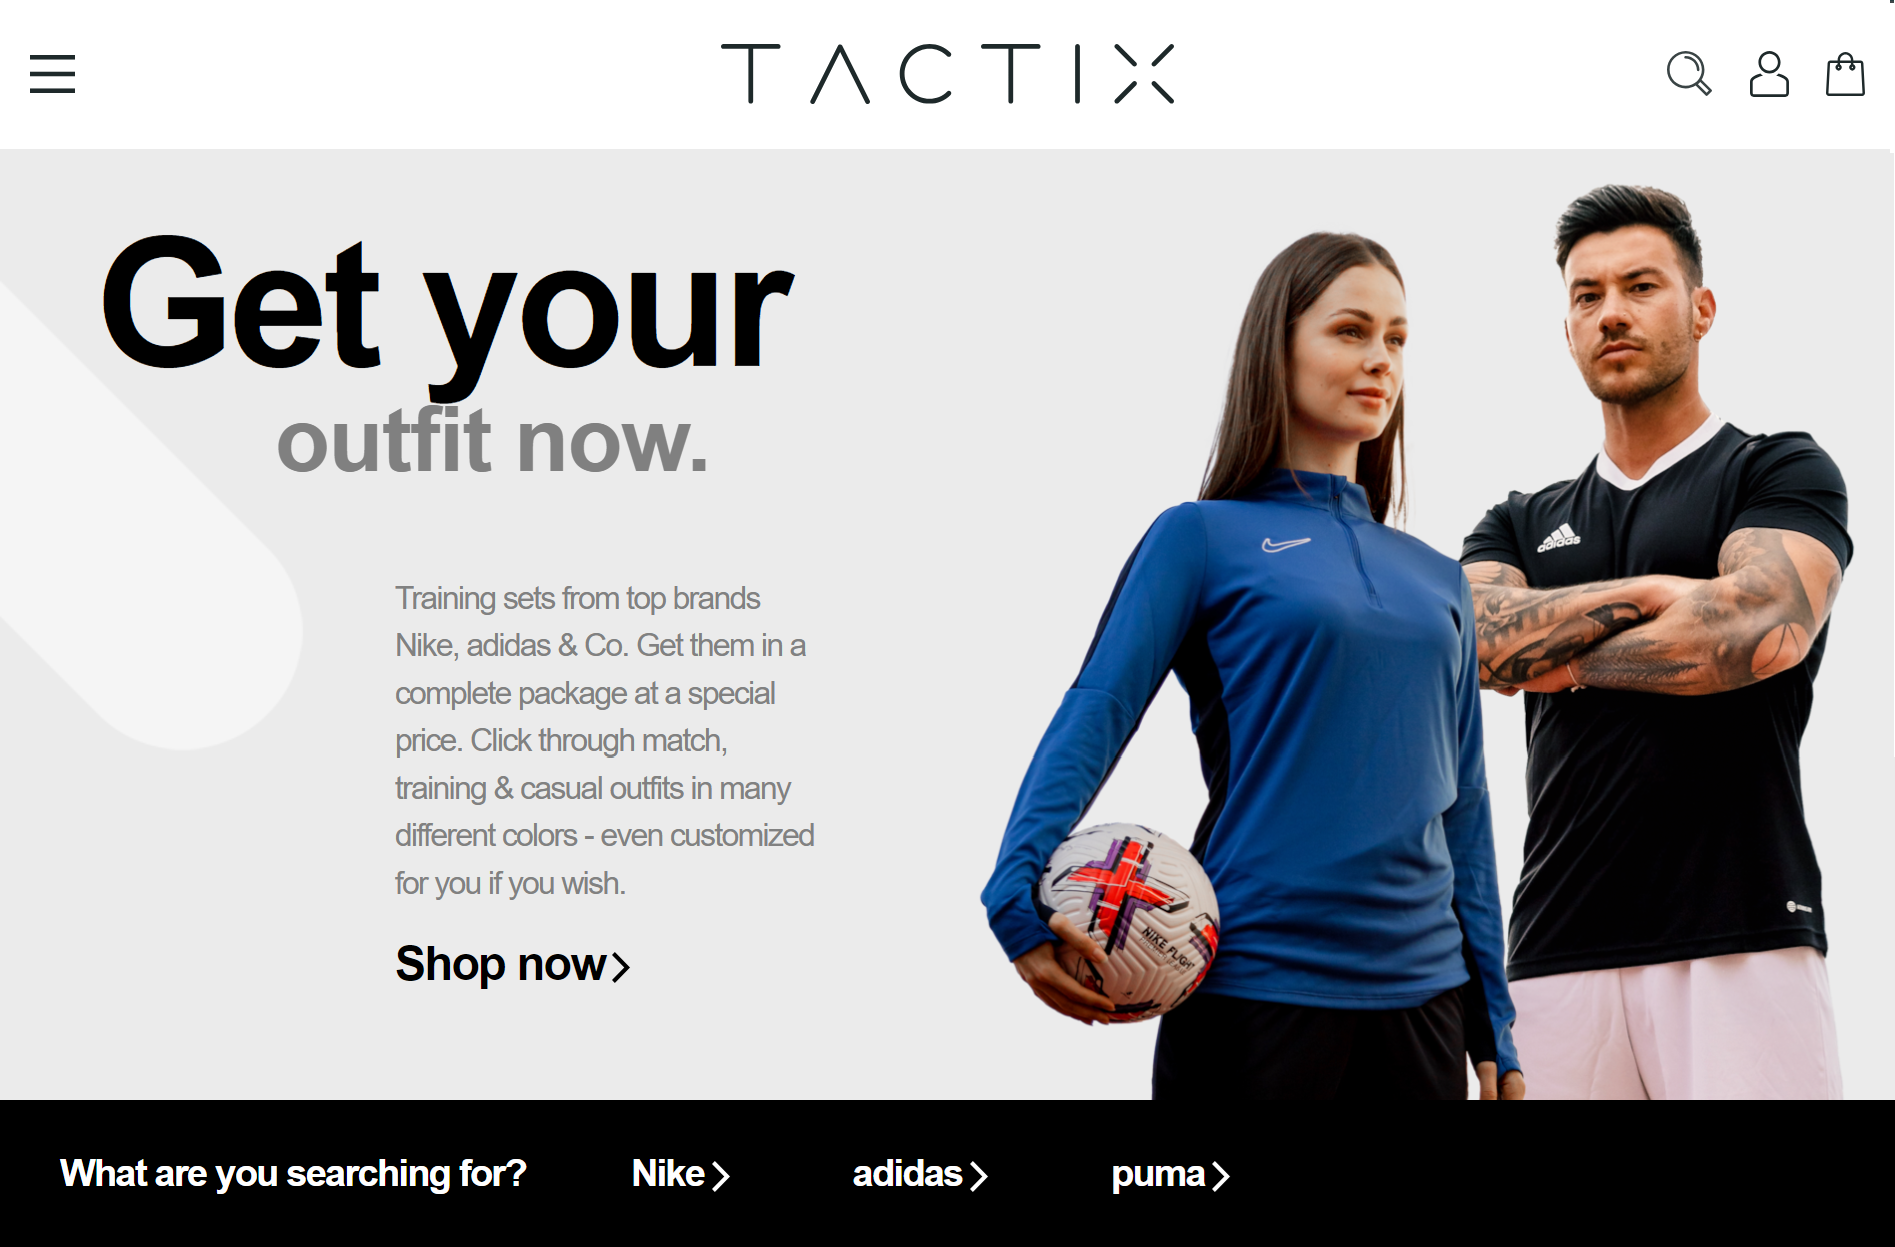 TACTIX
Get your
outfit now.
Training sets from top brands
Nike, adidas & Co. Get them in a
complete package at a special
price. Click through match,
training & casual outfits in many
different colors - even customized
for you if you wish.
Shop now
adidas
NIKE FLIGHT
What are you searching for?
Nike
adidas
puma